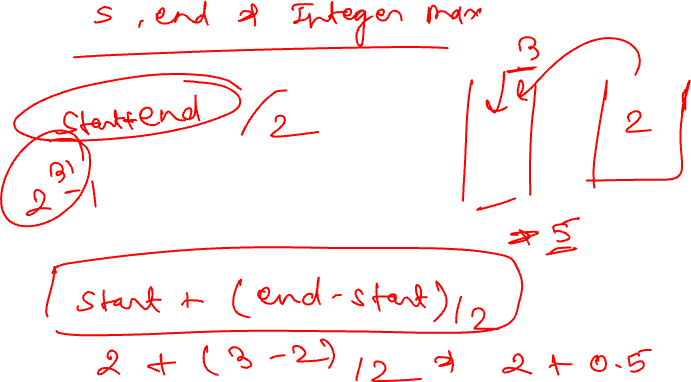 s, end → Integer max
start+end /2
3
2
2^31-1
→ 5
start + (end-start)/2
2 + (3-2)/2 → 2 + 0.5